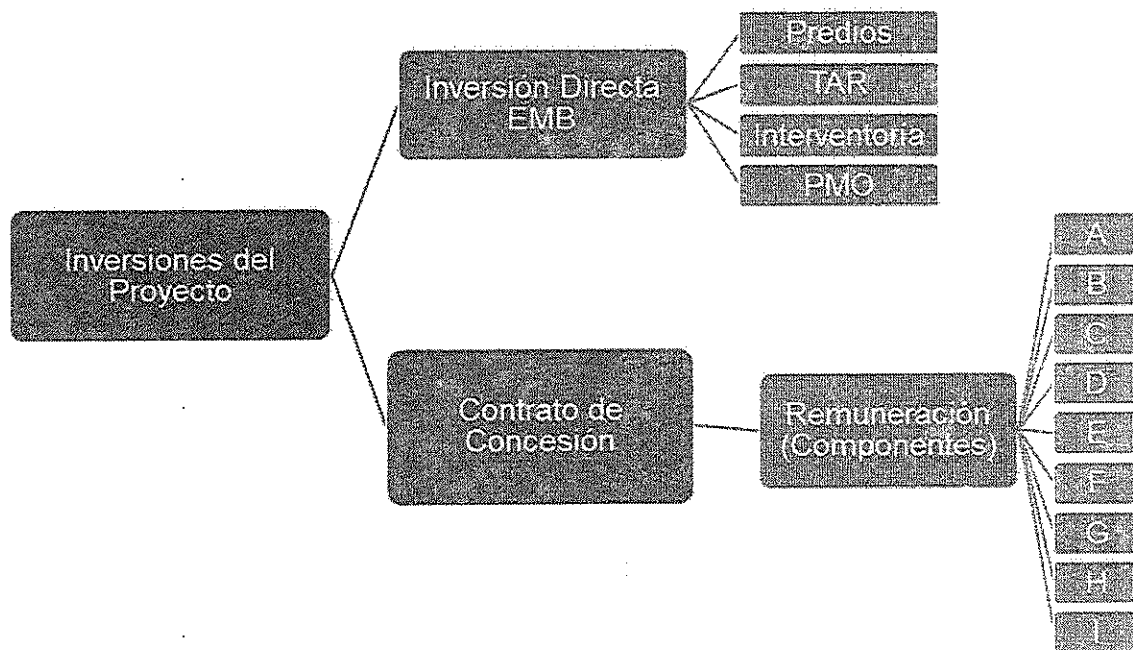 Inversiones del
Proyecto
Inversión Directa
EMB
Predios
TAR
Interventoría
PMO
Contrato de
Concesión
Remuneración
(Componentes)
A
B
C
D
E
F
G
H
I